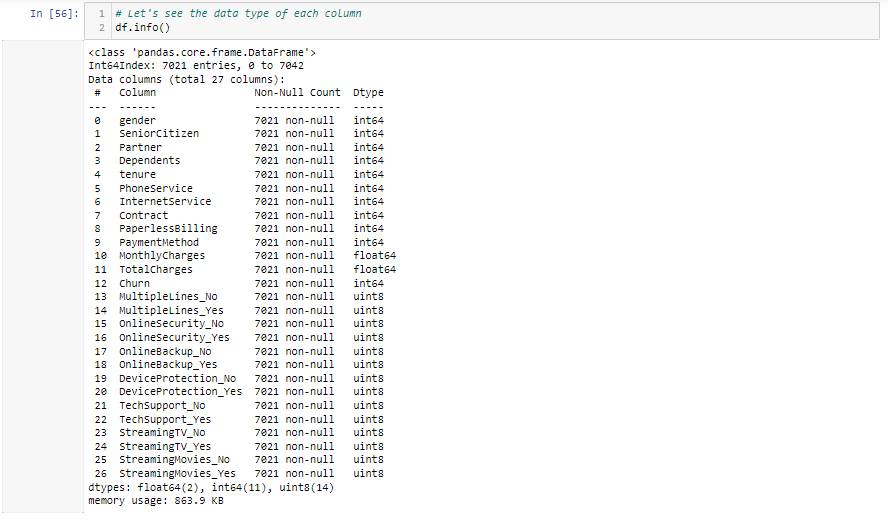 In [56]:
1 # Let's see the data type of each column
2 df.info()
<class 'pandas.core.frame.DataFrame'>
Int64Index: 7021 entries, 0 to 7042
Data columns (total 27 columns):
 #   Column                Non-Null Count  Dtype
---  ------                --------------  -----
 0   gender                7021 non-null   int64
 1   SeniorCitizen         7021 non-null   int64
 2   Partner               7021 non-null   int64
 3   Dependents            7021 non-null   int64
 4   tenure                7021 non-null   int64
 5   PhoneService          7021 non-null   int64
 6   InternetService       7021 non-null   int64
 7   Contract              7021 non-null   int64
 8   PaperlessBilling      7021 non-null   int64
 9   PaymentMethod         7021 non-null   int64
 10  MonthlyCharges        7021 non-null   float64
 11  TotalCharges          7021 non-null   float64
 12  Churn                 7021 non-null   int64
 13  MultipleLines_No      7021 non-null   uint8
 14  MultipleLines_Yes     7021 non-null   uint8
 15  OnlineSecurity_No     7021 non-null   uint8
 16  OnlineSecurity_Yes    7021 non-null   uint8
 17  OnlineBackup_No       7021 non-null   uint8
 18  OnlineBackup_Yes      7021 non-null   uint8
 19  DeviceProtection_No   7021 non-null   uint8
 20  DeviceProtection_Yes  7021 non-null   uint8
 21  TechSupport_No        7021 non-null   uint8
 22  TechSupport_Yes       7021 non-null   uint8
 23  StreamingTV_No        7021 non-null   uint8
 24  StreamingTV_Yes       7021 non-null   uint8
 25  StreamingMovies_No    7021 non-null   uint8
 26  StreamingMovies_Yes   7021 non-null   uint8
dtypes: float64(2), int64(11), uint8(14)
memory usage: 863.9 KB